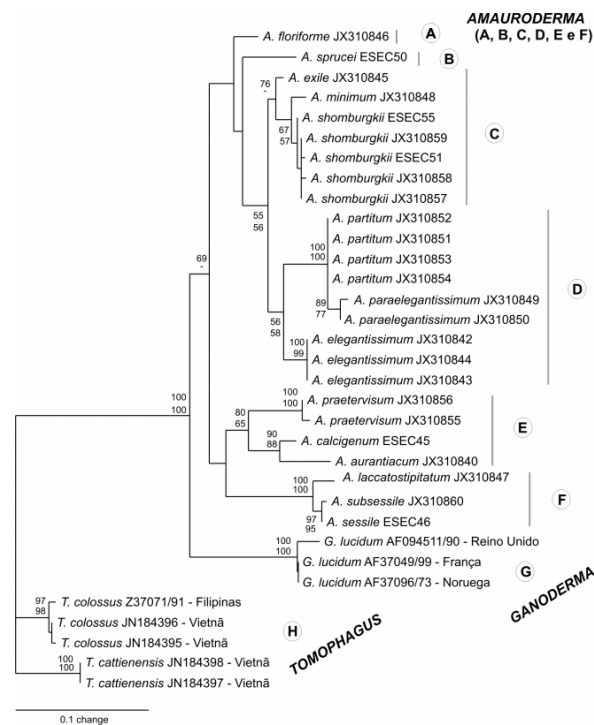 AMAURODERMA
(A, B, C, D, E e F)
A. floriforme JX310846
A
A. sprucei ESEC50
B
A. exile JX310845
76
-
A. minimum JX310848
A. shomburgkii ESEC55
67
57
A. shomburgkii JX310859
C
A. shomburgkii ESEC51
A. shomburgkii JX310858
A. shomburgkii JX310857
55
56
A. partitum JX310852
A. partitum JX310851
100
100
A. partitum JX310853
A. partitum JX310854
69
-
D
A. paraelegantissimum JX310849
89
77
A. paraelegantissimum JX310850
56
58
A. elegantissimum JX310842
100
99
A. elegantissimum JX310844
A. elegantissimum JX310843
A. praetervisum JX310856
100
100
A. praetervisum JX310855
80
65
E
A. calcigenum ESEC45
90
88
A. aurantiacum JX310840
100
100
A. laccatostipitatum JX310847
100
100
A. subsessile JX310860
F
A. sessile ESEC46
97
95
G. lucidum AF094511/90 - Reino Unido
100
100
G. lucidum AF37049/99 - França
G
G. lucidum AF37096/73 - Noruega
GANODERMA
T. colossus Z37071/91 - Filipinas
97
98
T. colossus JN184396 - Vietnã
H
T. colossus JN184395 - Vietnã
TOMOPHAGUS
T. cattienensis JN184398 - Vietnã
100
100
T. cattienensis JN184397 - Vietnã
0.1 change